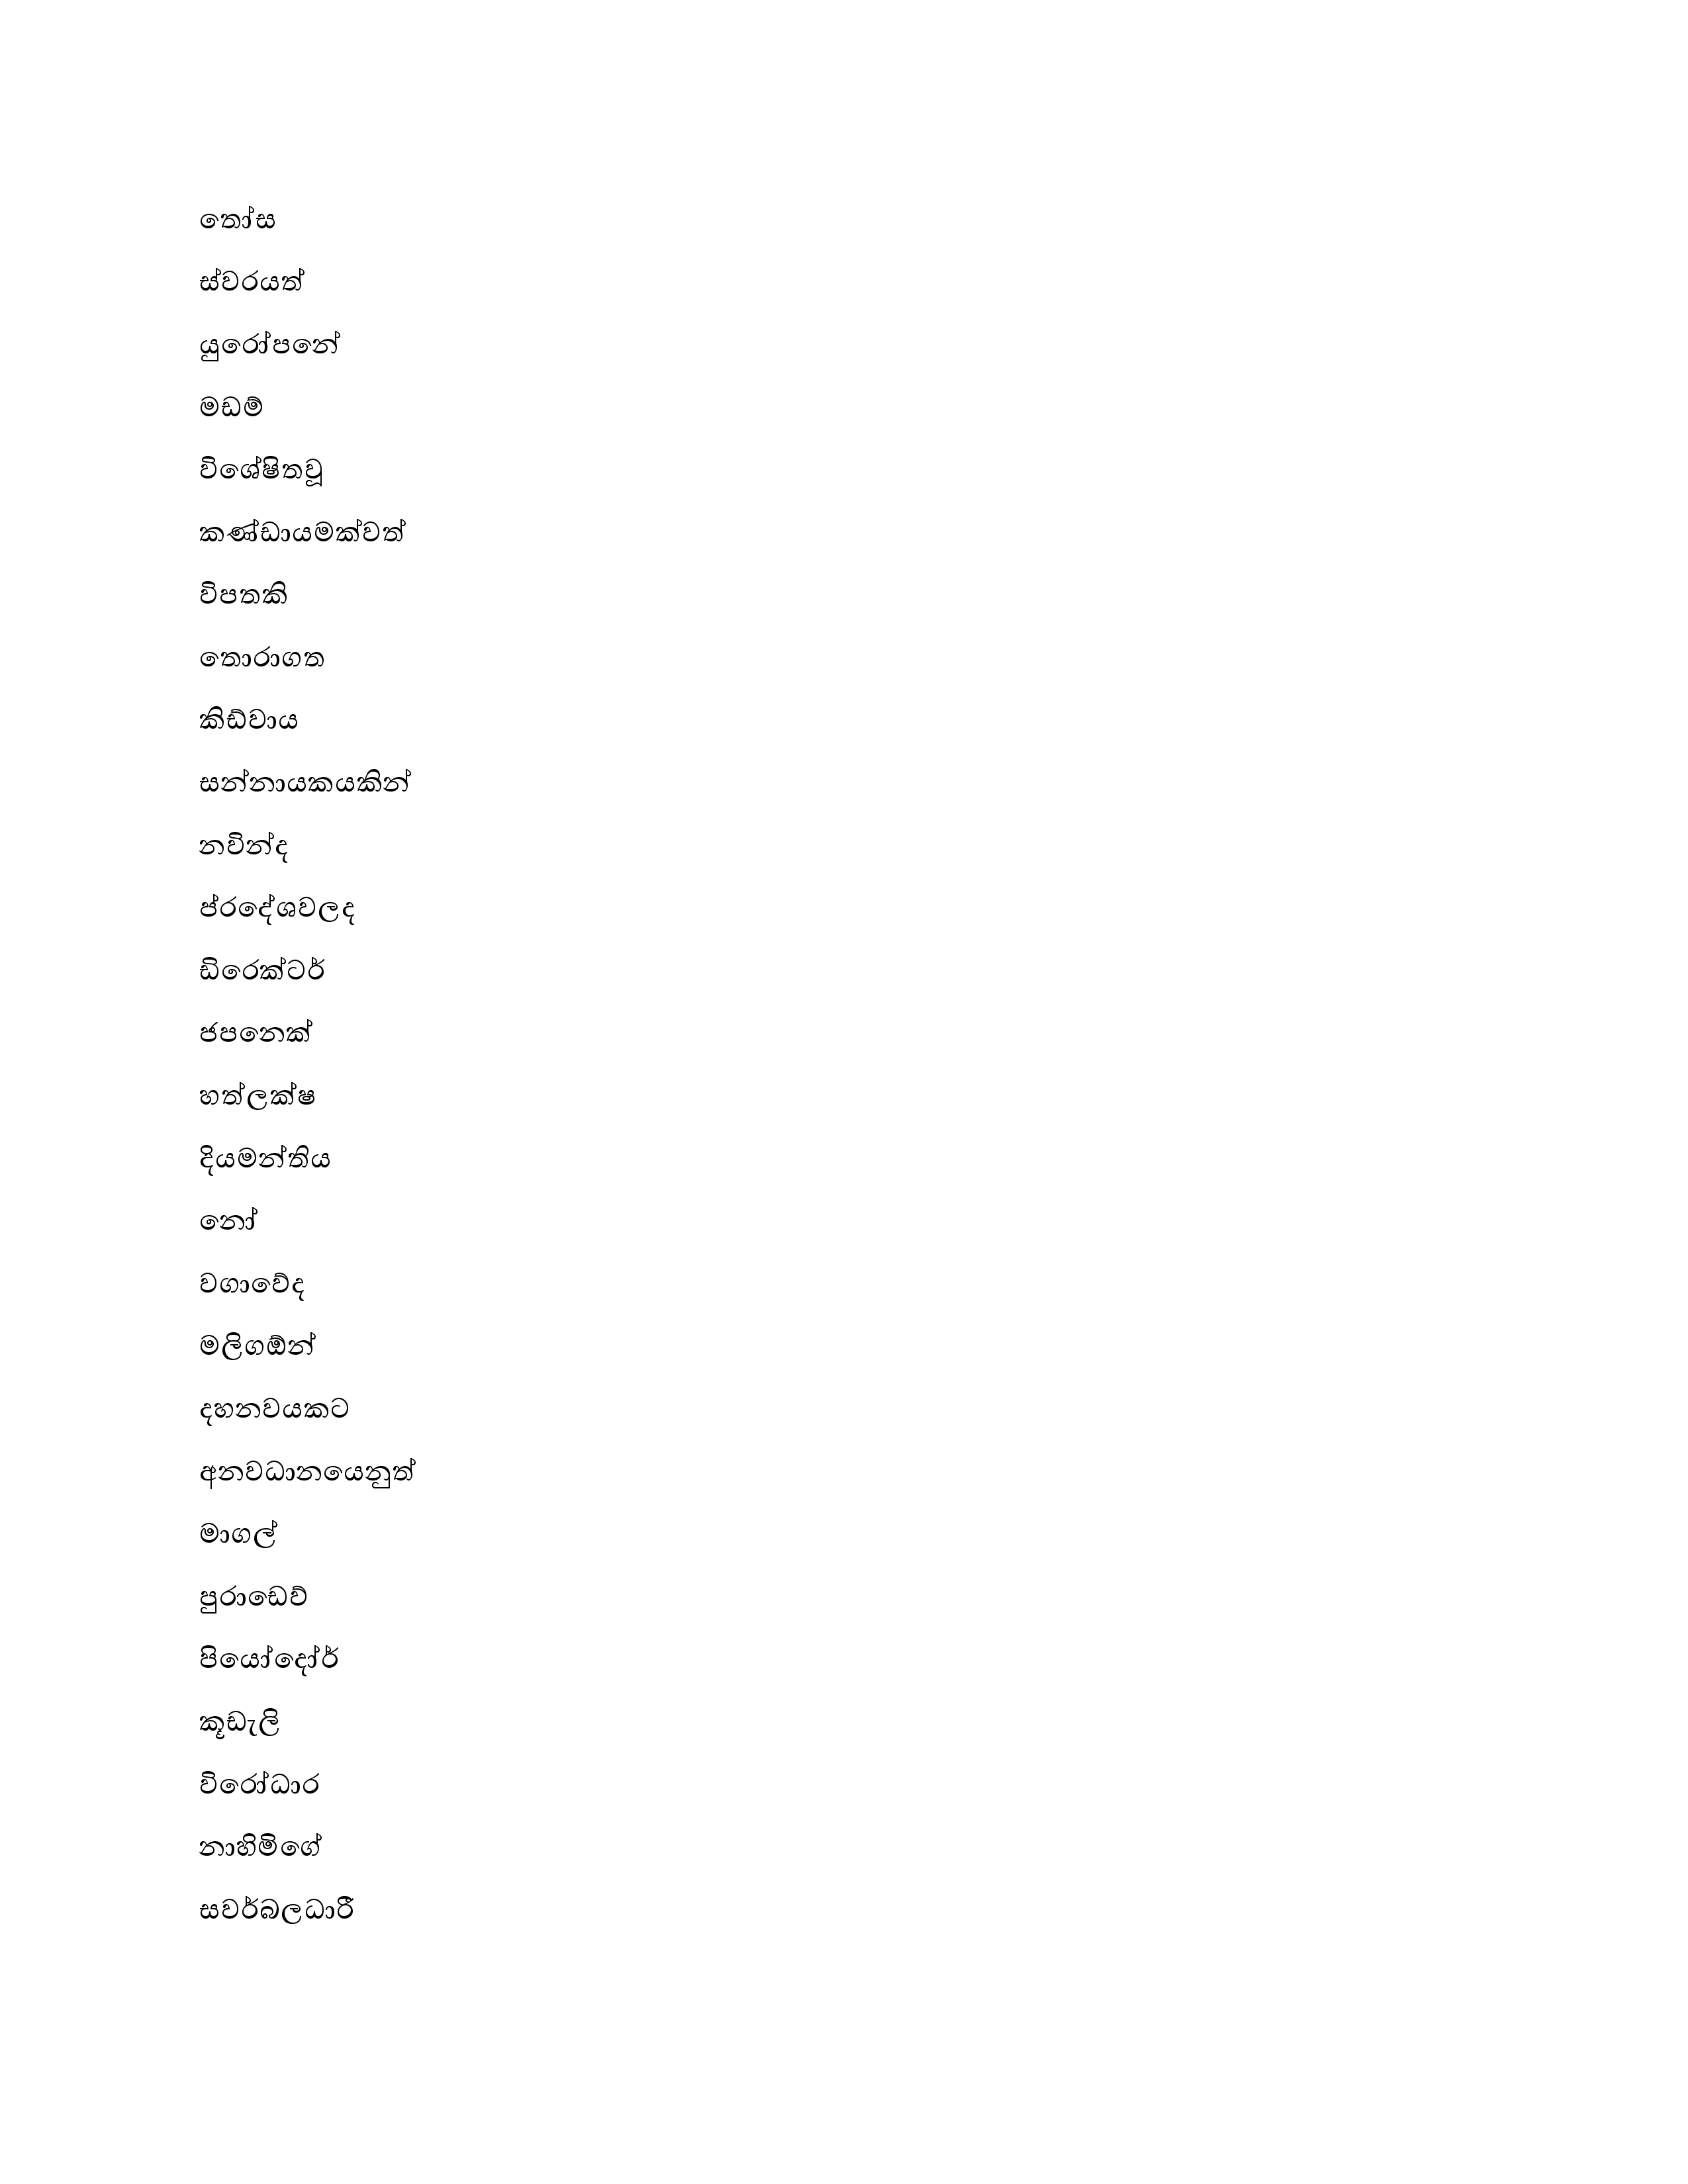 තෝස
ස්වරයත්
යුරෝපනේ
මඩම්
විශේෂිතවූ
කණ්ඩායමක්වත්
විපතකි
තොරාගත
කිඩ්වාය
සන්නායකයකින්
නවින්ද
ප්රදේශවලද
ඩිරෙක්ටර්
ජපනෙක්
හත්ලක්ෂ
දියමන්තිය
නෝ
වගාවේද
මලිගඕන්
දහනවයකට
අනවධානයෙනුත්
මාගල්
පුරාඩෙව්
පියෝදෝර්
කූඩැලි
විරෝධාර
නාහිමිගේ
සවර්බලධාරී